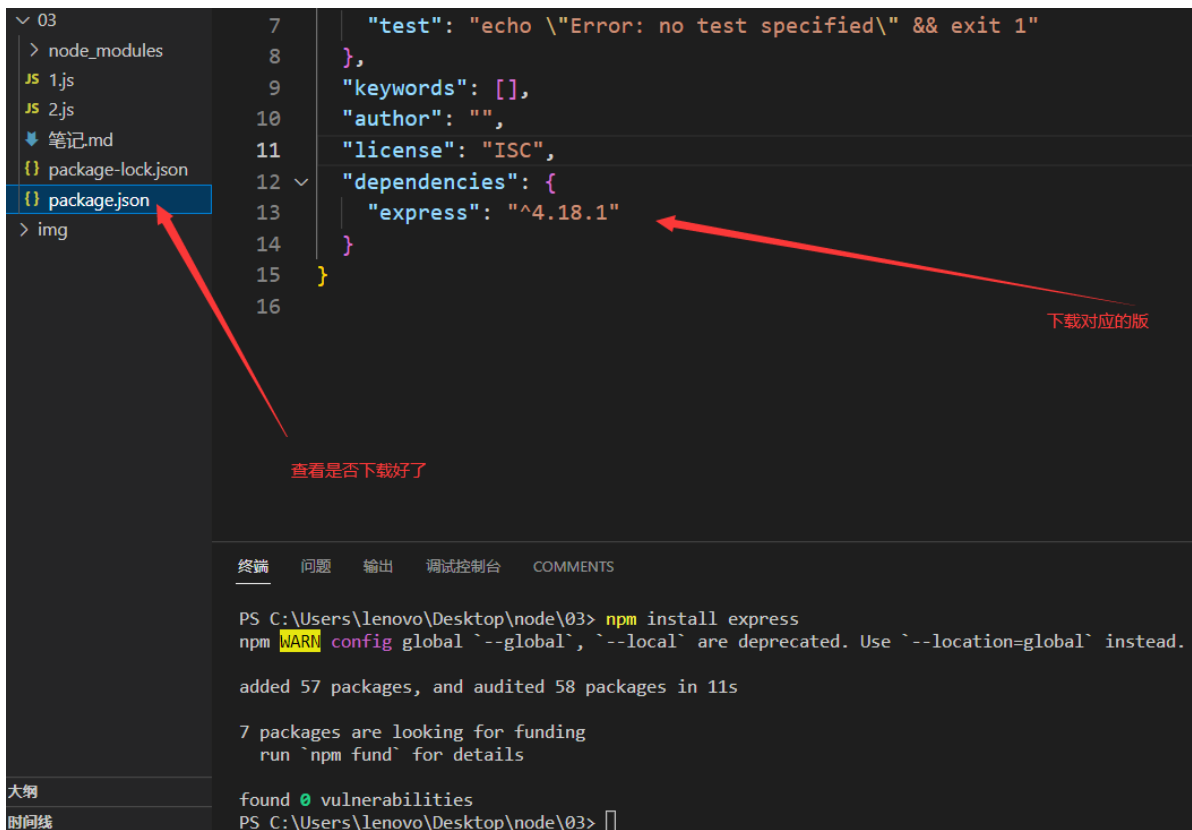 03
node_modules
JS 1.js
JS 2.js
笔记.md
{} package-lock.json
{} package.json
img
7 "test": "echo \"Error: no test specified\" && exit 1"
8 },
9 "keywords": [],
10 "author": "",
11 "license": "ISC",
12 "dependencies": {
13 "express": "^4.18.1"
14 }
15 }
16
下载对应的版
查看是否下载好了
终端 问题 输出 调试控制台 COMMENTS
PS C:\Users\lenovo\Desktop\node\03> npm install express
npm WARN config global `--global`, `--local` are deprecated. Use `--location=global` instead.
added 57 packages, and audited 58 packages in 11s
7 packages are looking for funding
run `npm fund` for details
found 0 vulnerabilities
PS C:\Users\lenovo\Desktop\node\03>
大纲
时间线